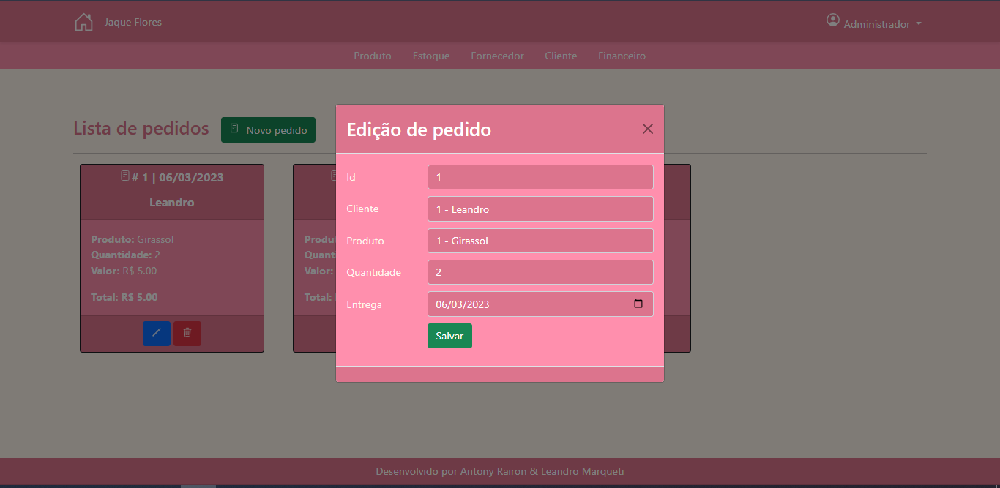 Jaque Flores
Administrador
Produto Estoque Fornecedor Cliente Financeiro
Lista de pedidos
Novo pedido
# 1 | 06/03/2023
Leandro
Produto: Girassol
Quantidade: 2
Valor: R$ 5.00
Total: R$ 5.00
Edição de pedido
Id 1
Cliente 1 - Leandro
Produto 1 - Girassol
Quantidade 2
Entrega 06/03/2023
Salvar
Valor:
Total:
Desenvolvido por Antony Rairon & Leandro Marqueti